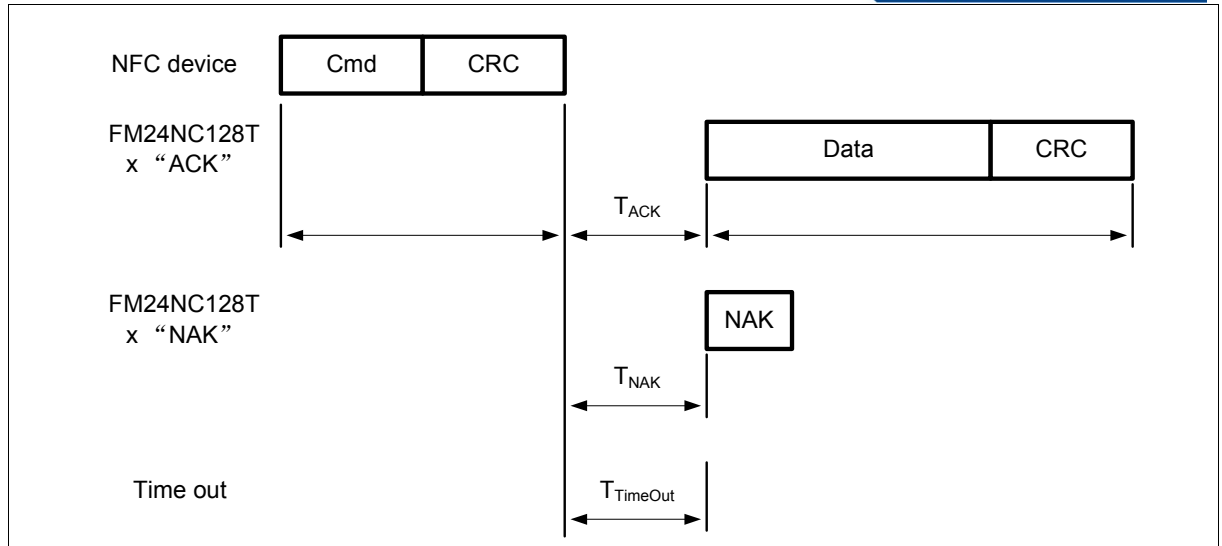 NFC device Cmd CRC
FM24NC128T
x “ACK” Data CRC
TACK
FM24NC128T
x “NAK” NAK
TNAK
Time out TTimeOut